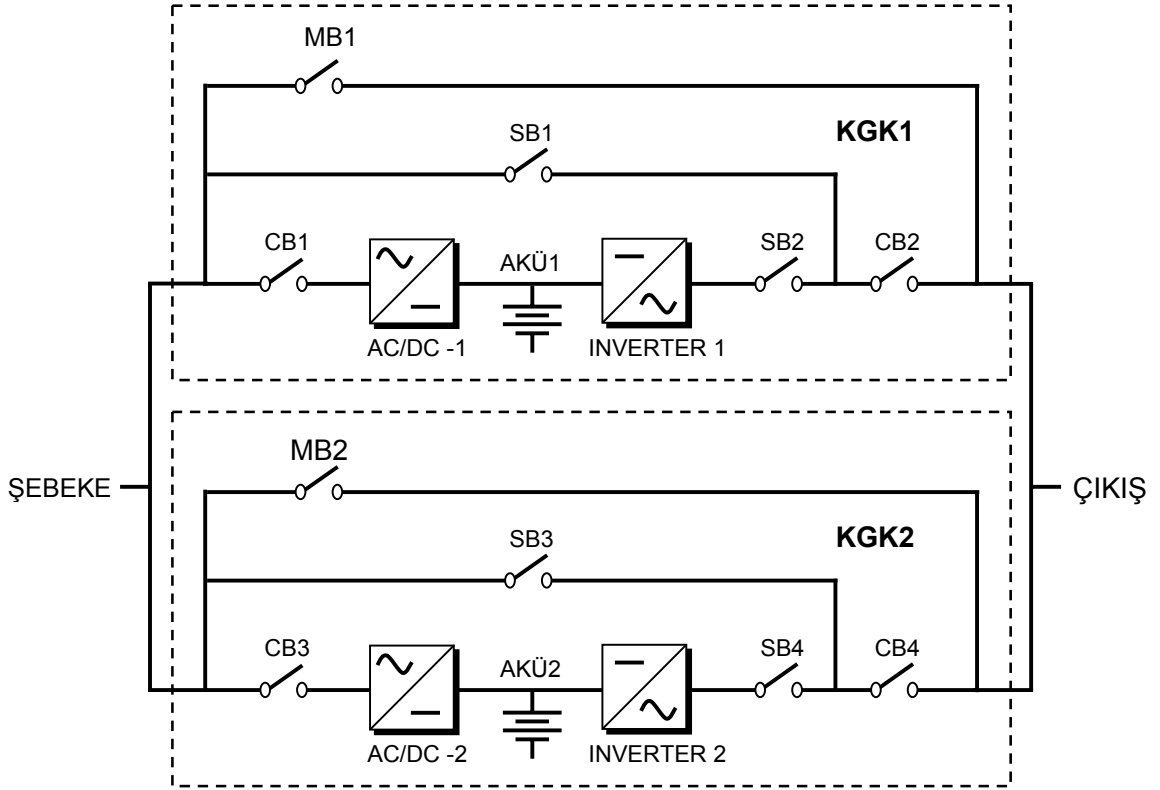 MB1
SB1
KGK1
CB1
AKÜ1
SB2
CB2
AC/DC -1
INVERTER 1
MB2
ŞEBEKE
ÇIKIŞ
SB3
KGK2
CB3
AKÜ2
SB4
CB4
AC/DC -2
INVERTER 2